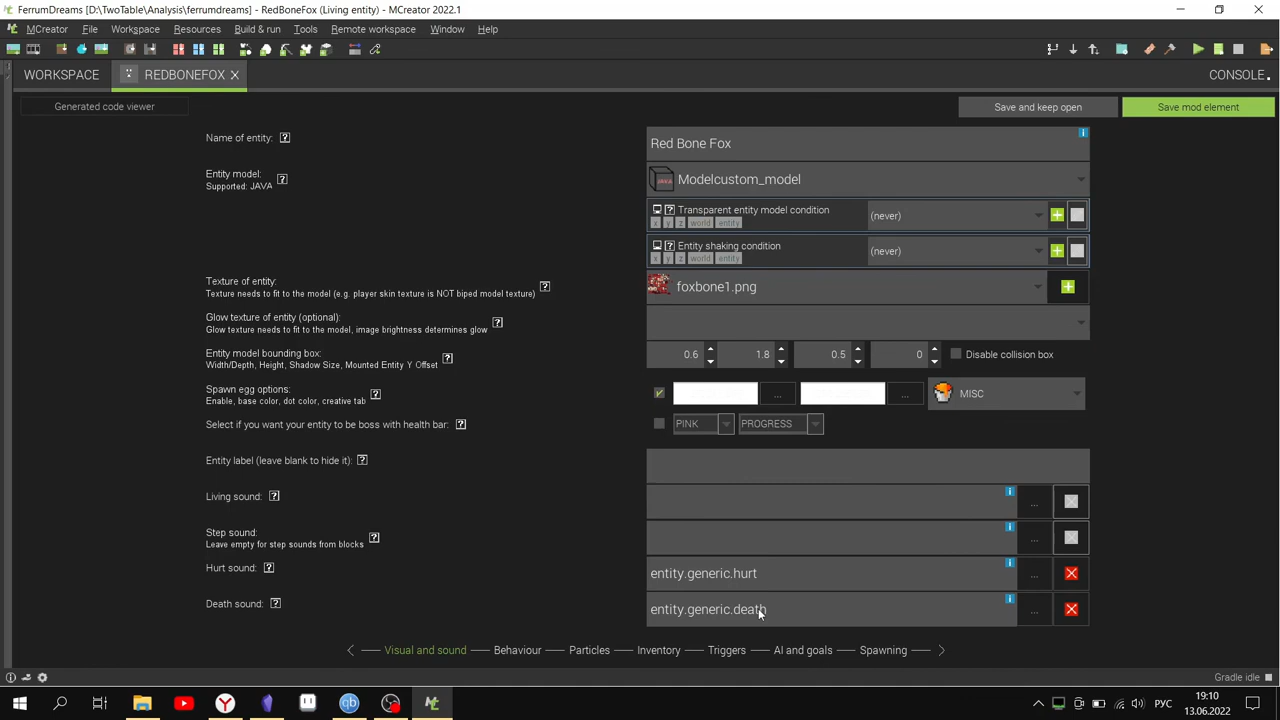 FerrumDreams [D:\TwoTable\Analysis\ferrumdreams] - RedBoneFox (Living entity) - MCreator 2022.1
MCreator File Workspace Resources Build & run Tools Remote workspace Window Help
WORKSPACE REDBONEFOX CONSOLE
Generated code viewer Save and keep open Save mod element
Name of entity: Red Bone Fox
Entity model: Modelcustom_model
Supported: JAVA
Transparent entity model condition (never)
x y z world entity
Entity shaking condition (never)
x y z world entity
Texture of entity: foxbone1.png
Texture needs to fit to the model (e.g. player skin texture is NOT biped model texture)
Glow texture of entity (optional):
Glow texture needs to fit to the model, image brightness determines glow
Entity model bounding box: 0.6 1.8 0.5 0 Disable collision box
Width/Depth, Height, Shadow Size, Mounted Entity Y Offset
Spawn egg options: ... ... MISC
Enable, base color, dot color, creative tab
Select if you want your entity to be boss with health bar: PINK PROGRESS
Entity label (leave blank to hide it):
Living sound: ...
Step sound: ...
Leave empty for step sounds from blocks
Hurt sound: entity.generic.hurt ...
Death sound: entity.generic.death ...
Visual and sound Behaviour Particles Inventory Triggers AI and goals Spawning
Gradle idle
РУС 19:10
13.06.2022